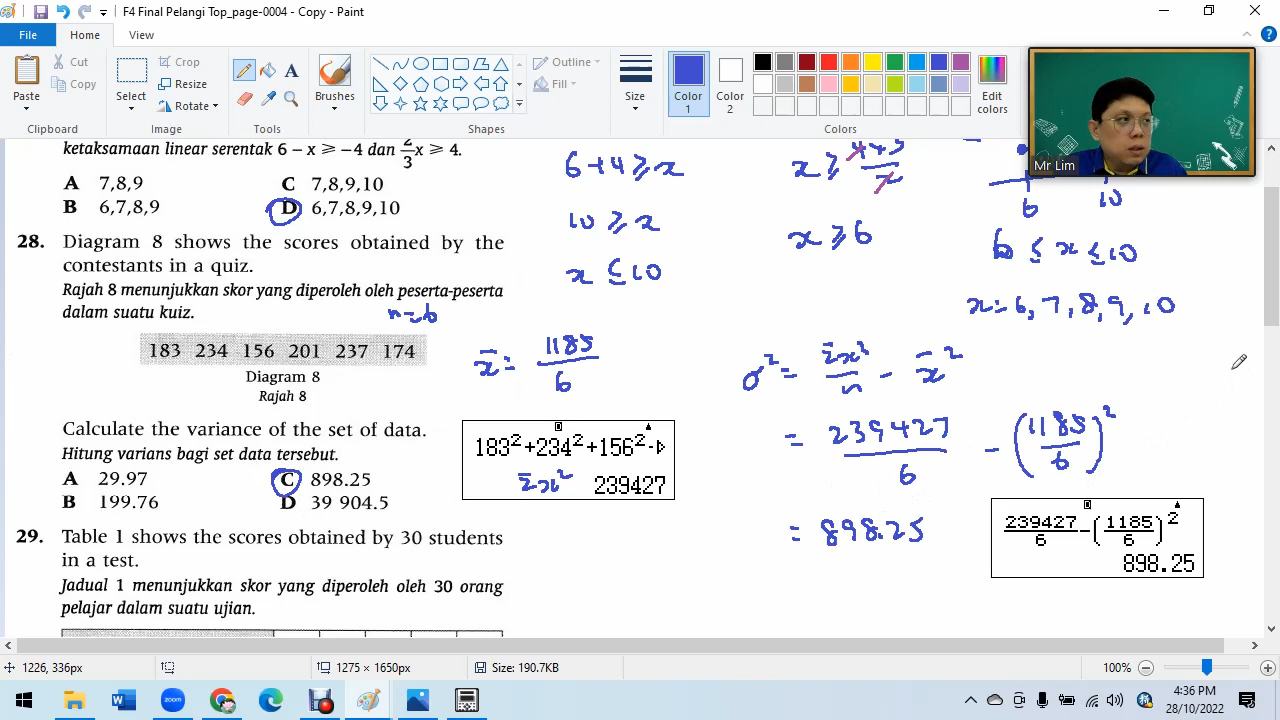 F4 Final Pelangi Top_page-0004 - Copy - Paint
File Home View
Paste
Cut
Copy
Clipboard
Select
Crop
Resize
Rotate
Image
A
Tools
Brushes
Shapes
Outline
Fill
Size
Color 1
Color 2
Edit colors
Colors
Mr Lim
ketaksamaan linear serentak 6 − x ⩾ −4 dan 2/3 x ⩾ 4.
A 7,8,9 C 7,8,9,10
B 6,7,8,9 D 6,7,8,9,10
6+4 ⩾ x
10 ⩾ x
x ≤ 10
x ⩾ 6
6 10
6 ≤ x ≤ 10
x = 6, 7, 8, 9, 10
28. Diagram 8 shows the scores obtained by the
contestants in a quiz.
Rajah 8 menunjukkan skor yang diperoleh oleh peserta-peserta
dalam suatu kuiz.
n = 6
183 234 156 201 237 174
Diagram 8
Rajah 8
x̄ = 1185/6
σ² = Σx²/n − x̄²
= 239427/6 − (1185/6)²
= 898.25
Calculate the variance of the set of data.
Hitung varians bagi set data tersebut.
A 29.97 C 898.25
B 199.76 D 39 904.5
183²+234²+156²-
Σx² 239427
239427/6−(1185/6)²
898.25
29. Table 1 shows the scores obtained by 30 students
in a test.
Jadual 1 menunjukkan skor yang diperoleh oleh 30 orang
pelajar dalam suatu ujian.
1226, 336px
1275 × 1650px
Size: 190.7KB
100%
zoom
4:36 PM
28/10/2022